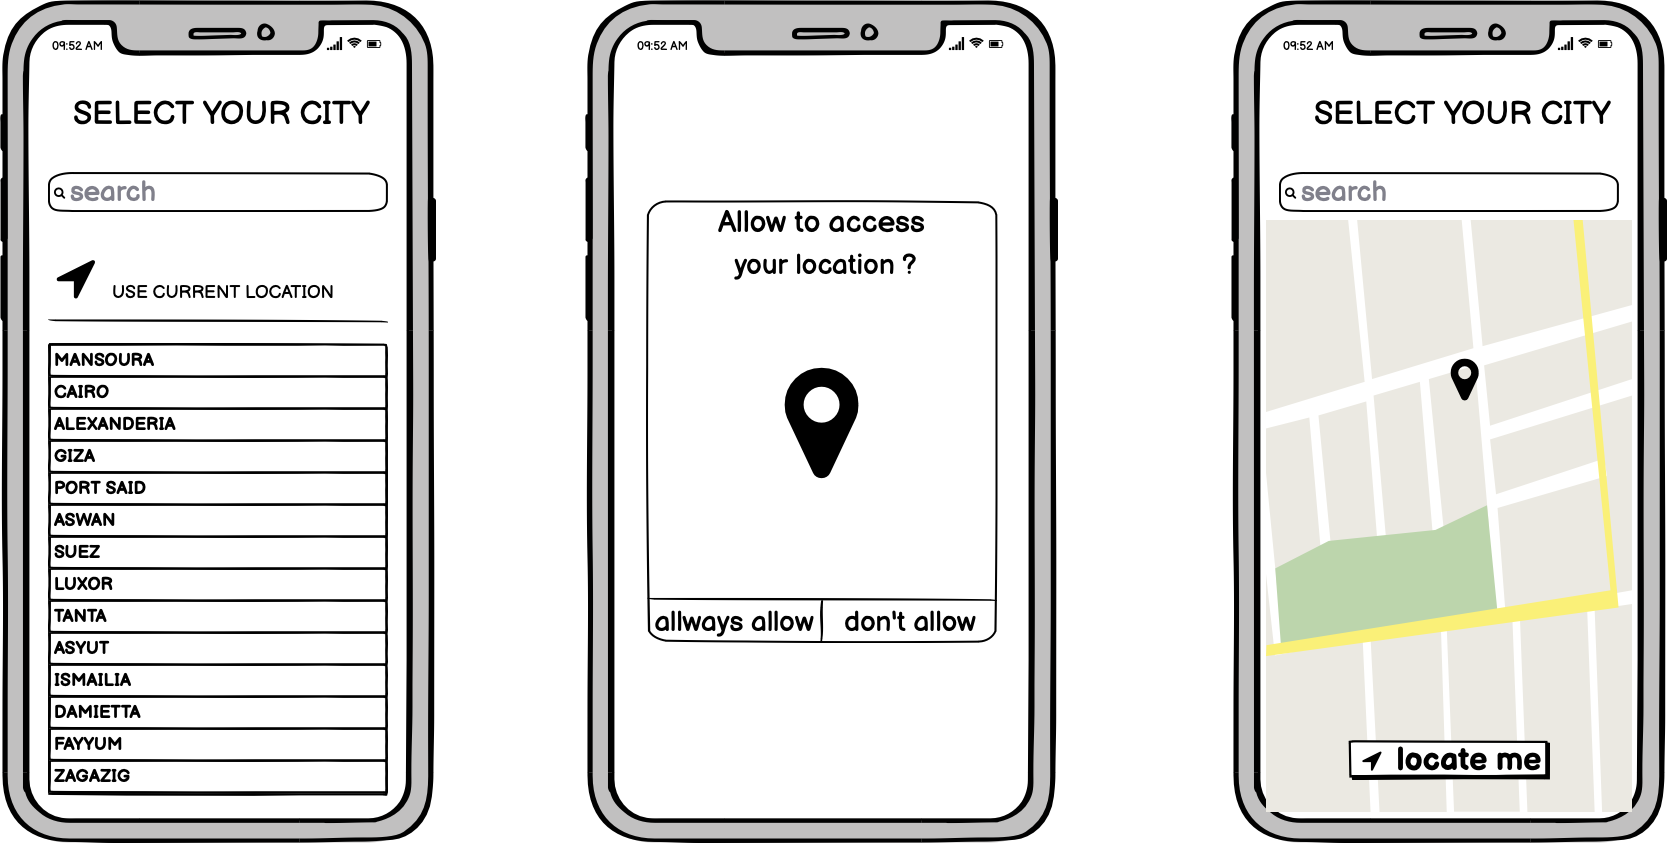 09:52 AM
SELECT YOUR CITY
search
USE CURRENT LOCATION
MANSOURA
CAIRO
ALEXANDERIA
GIZA
PORT SAID
ASWAN
SUEZ
LUXOR
TANTA
ASYUT
ISMAILIA
DAMIETTA
FAYYUM
ZAGAZIG
09:52 AM
Allow to access
your location ?
allways allow
don't allow
09:52 AM
SELECT YOUR CITY
search
locate me